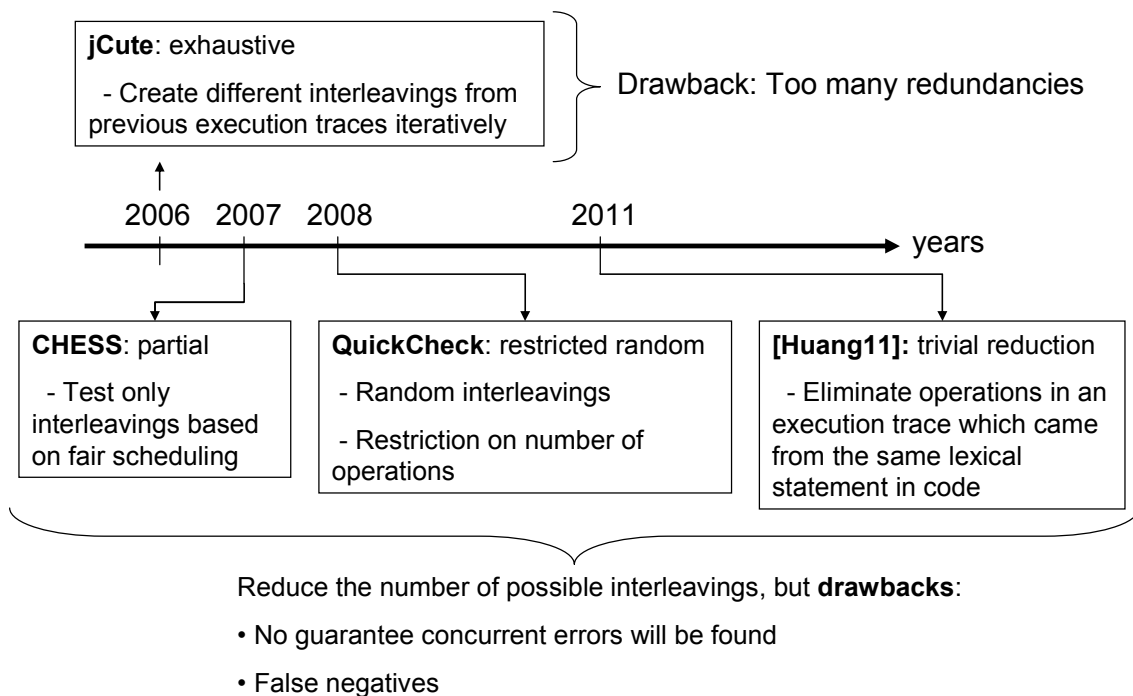 jCute: exhaustive
- Create different interleavings from
previous execution traces iteratively
Drawback: Too many redundancies
2006 2007 2008 2011
years
CHESS: partial
- Test only
interleavings based
on fair scheduling
QuickCheck: restricted random
- Random interleavings
- Restriction on number of
operations
[Huang11]: trivial reduction
- Eliminate operations in an
execution trace which came
from the same lexical
statement in code
Reduce the number of possible interleavings, but drawbacks:
• No guarantee concurrent errors will be found
• False negatives